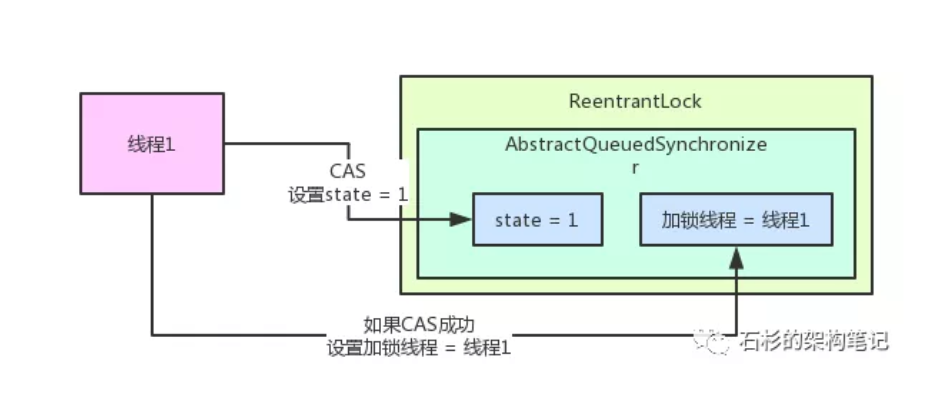 ReentrantLock
线程1
AbstractQueuedSynchronize
r
CAS
设置state = 1
state = 1
加锁线程 = 线程1
如果CAS成功
设置加锁线程 = 线程1
石杉的架构笔记